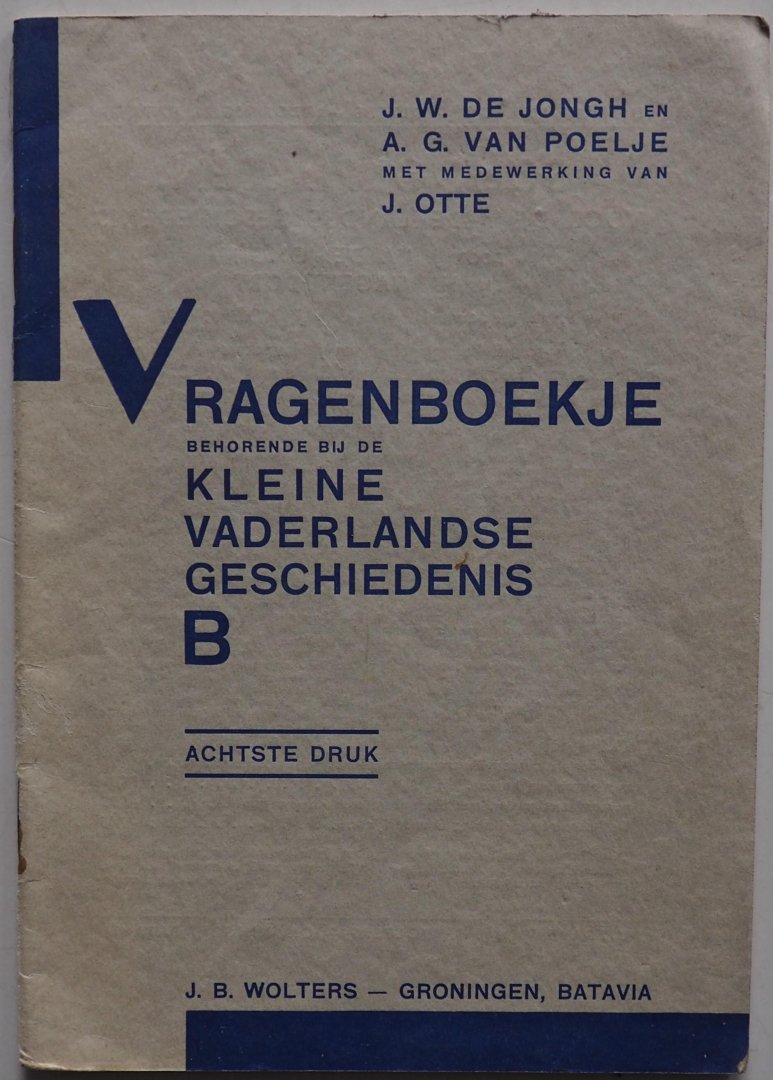 J. W. DE JONGH EN
A. G. VAN POELJE
MET MEDEWERKING VAN
J. OTTE
VRAGENBOEKJE
BEHORENDE BIJ DE
KLEINE
VADERLANDSE
GESCHIEDENIS
B
ACHTSTE DRUK
J. B. WOLTERS — GRONINGEN, BATAVIA